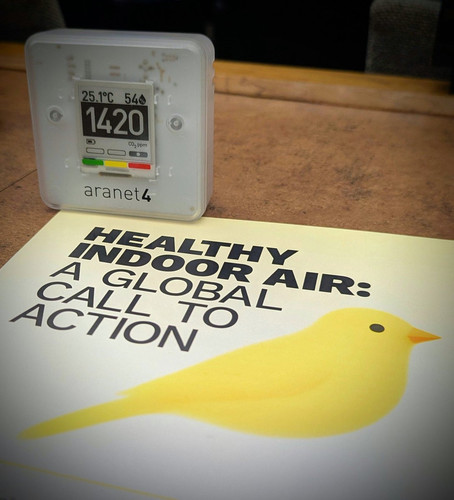 25.1°C 54
1420
CO₂ ppm
aranet4
HEALTHY
INDOOR AIR:
A GLOBAL
CALL TO
ACTION